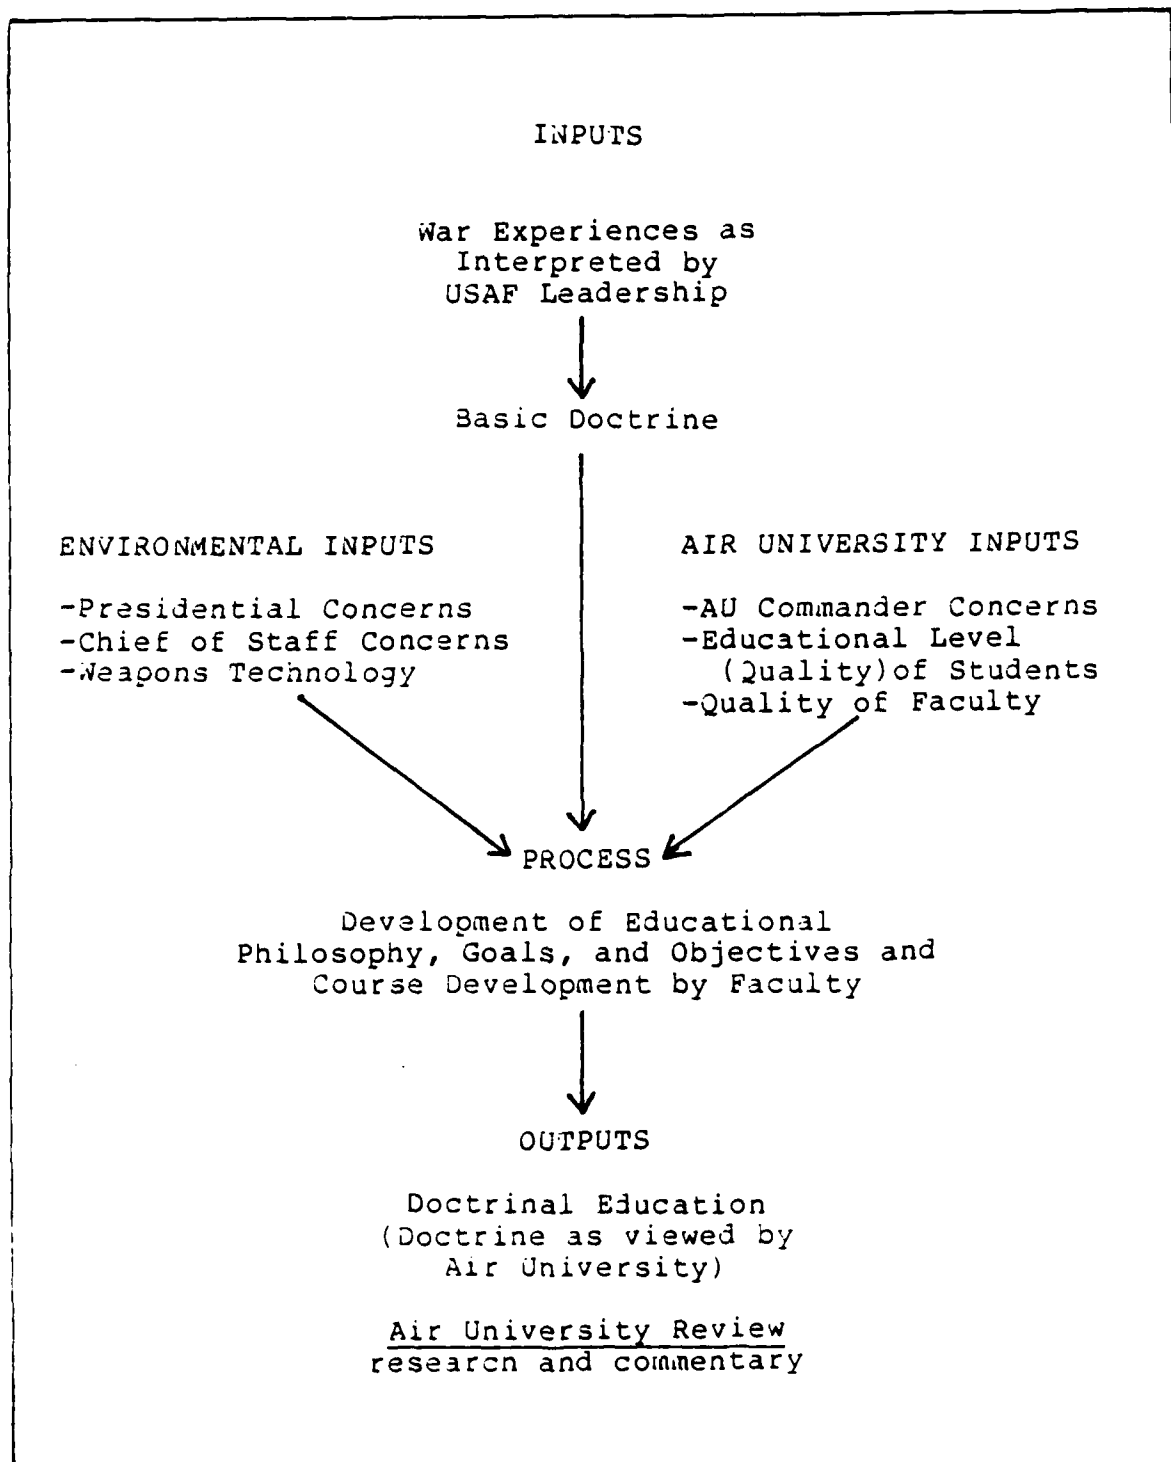 INPUTS
War Experiences as
Interpreted by
USAF Leadership
Basic Doctrine
ENVIRONMENTAL INPUTS
-Presidential Concerns
-Chief of Staff Concerns
-Weapons Technology
AIR UNIVERSITY INPUTS
-AU Commander Concerns
-Educational Level
(Quality)of Students
-Quality of Faculty
PROCESS
Development of Educational
Philosophy, Goals, and Objectives and
Course Development by Faculty
OUTPUTS
Doctrinal Education
(Doctrine as viewed by
Air University)
Air University Review
research and commentary